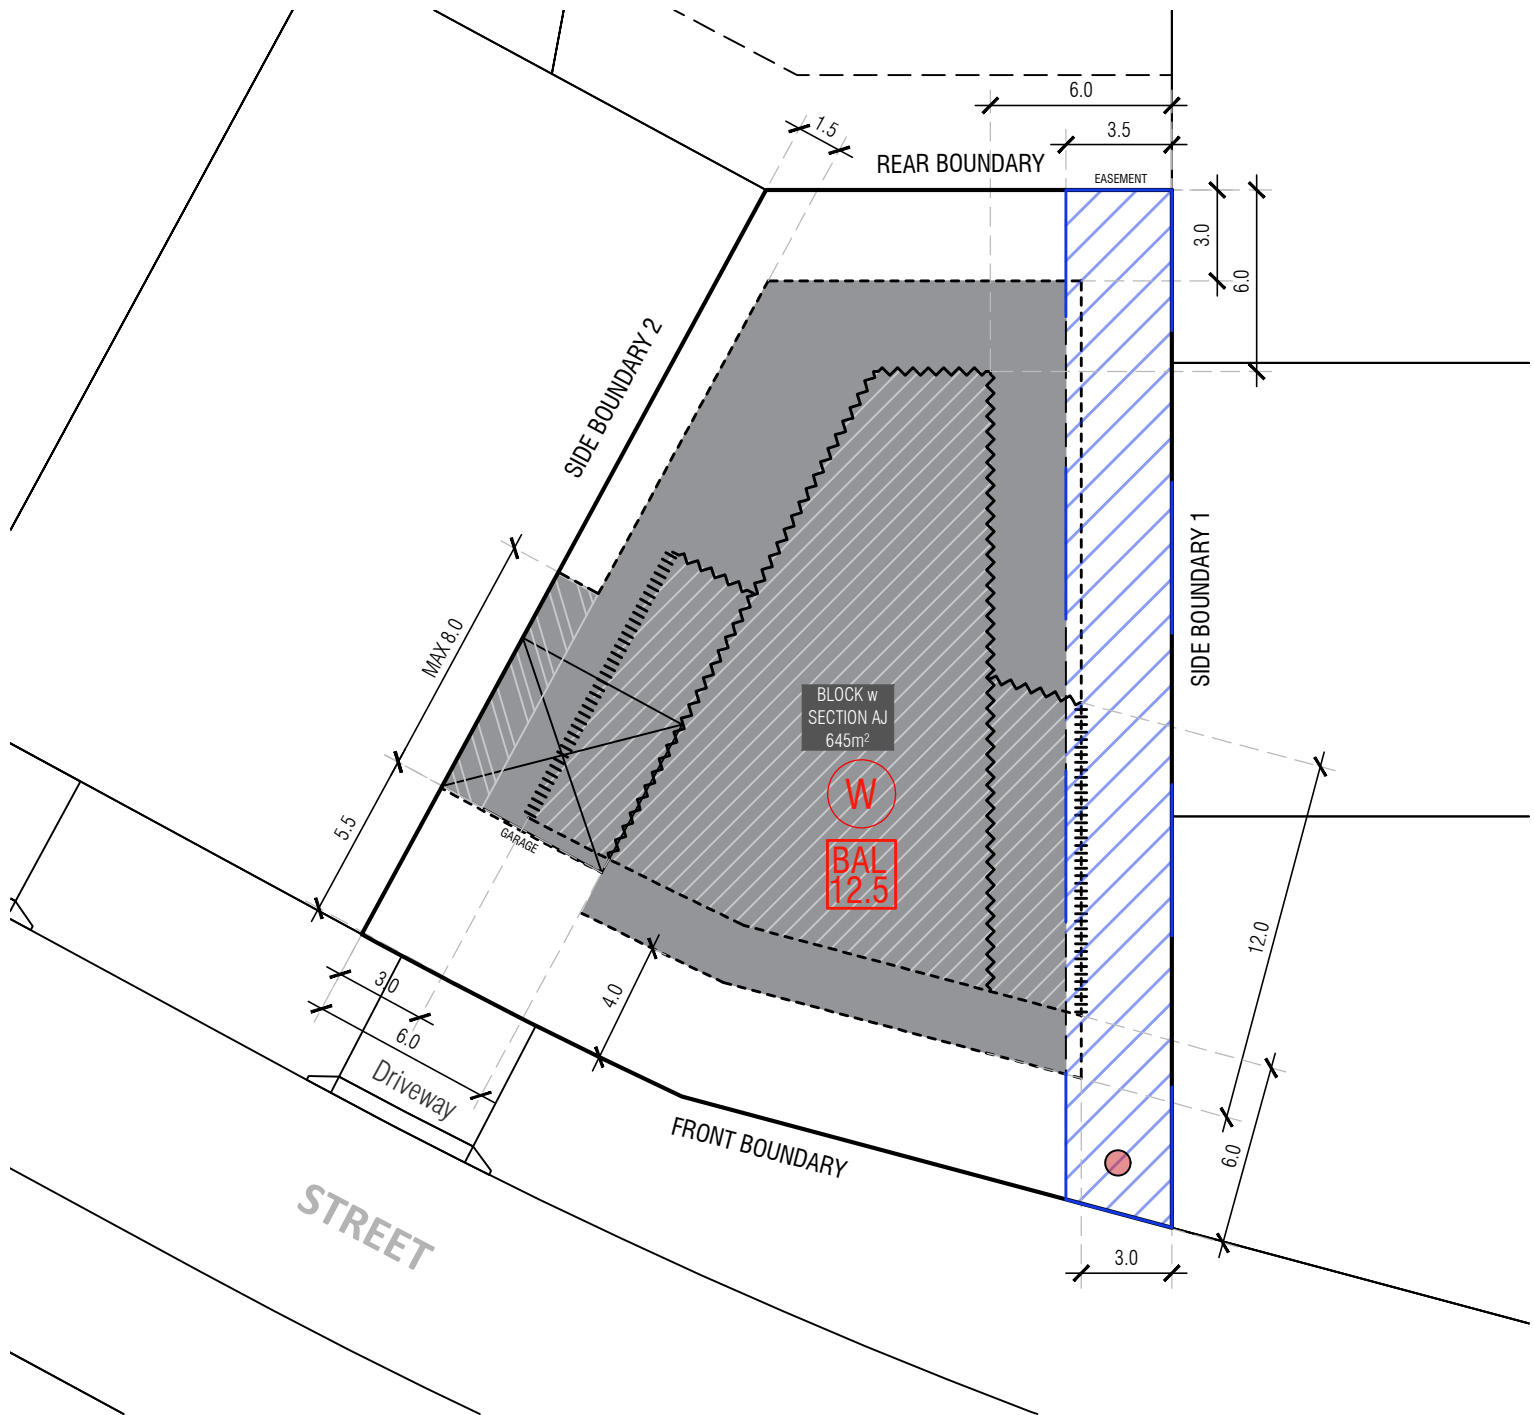 6.0
1.5
3.5
REAR BOUNDARY
EASEMENT
3.0
6.0
SIDE BOUNDARY 2
SIDE BOUNDARY 1
MAX 8.0
BLOCK w
SECTION AJ
645m²
W
BAL
12.5
5.5
GARAGE
12.0
3.0
4.0
6.0
Driveway
FRONT BOUNDARY
6.0
STREET
3.0